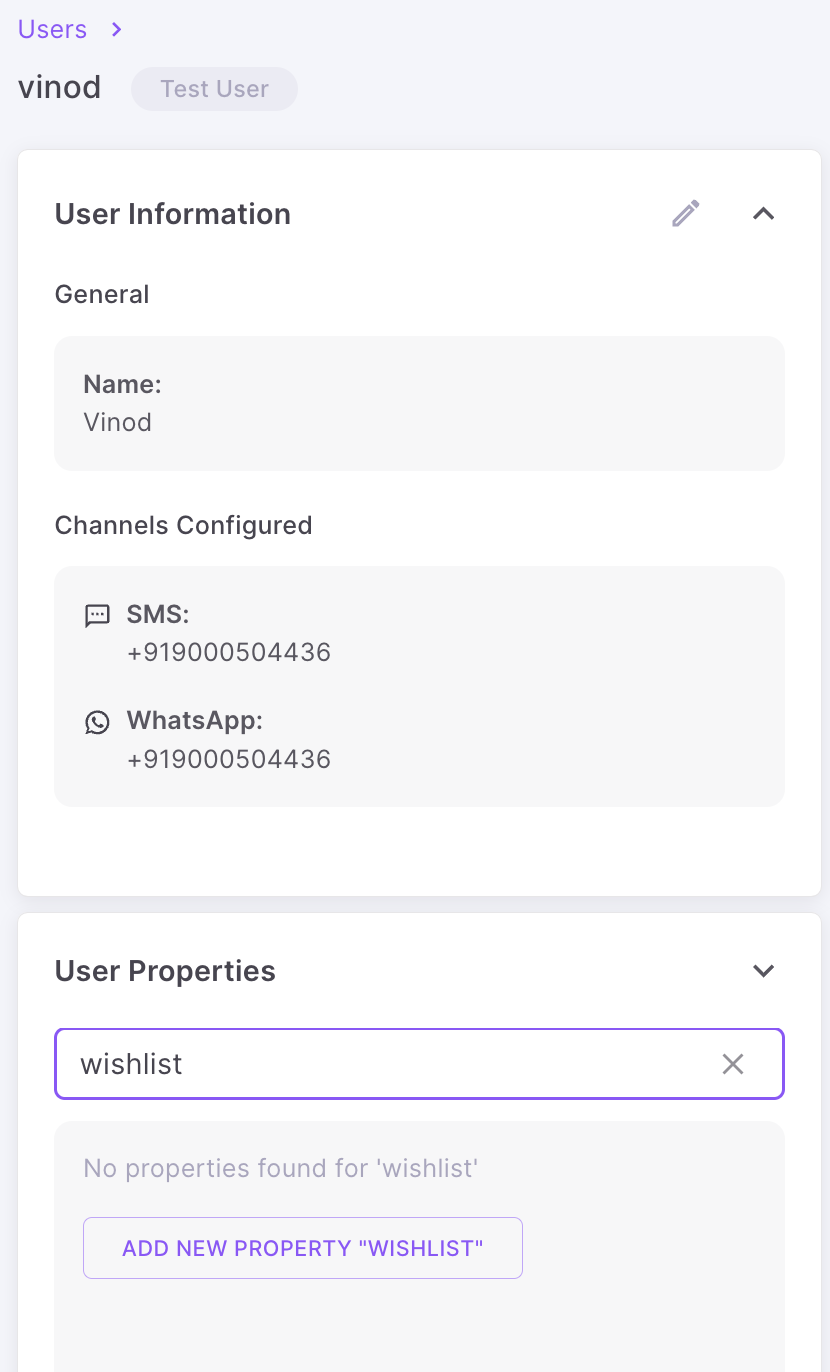 Users
vinod
Test User
User Information
General
Name:
Vinod
Channels Configured
SMS:
+919000504436
WhatsApp:
+919000504436
User Properties
wishlist
No properties found for 'wishlist'
ADD NEW PROPERTY "WISHLIST"